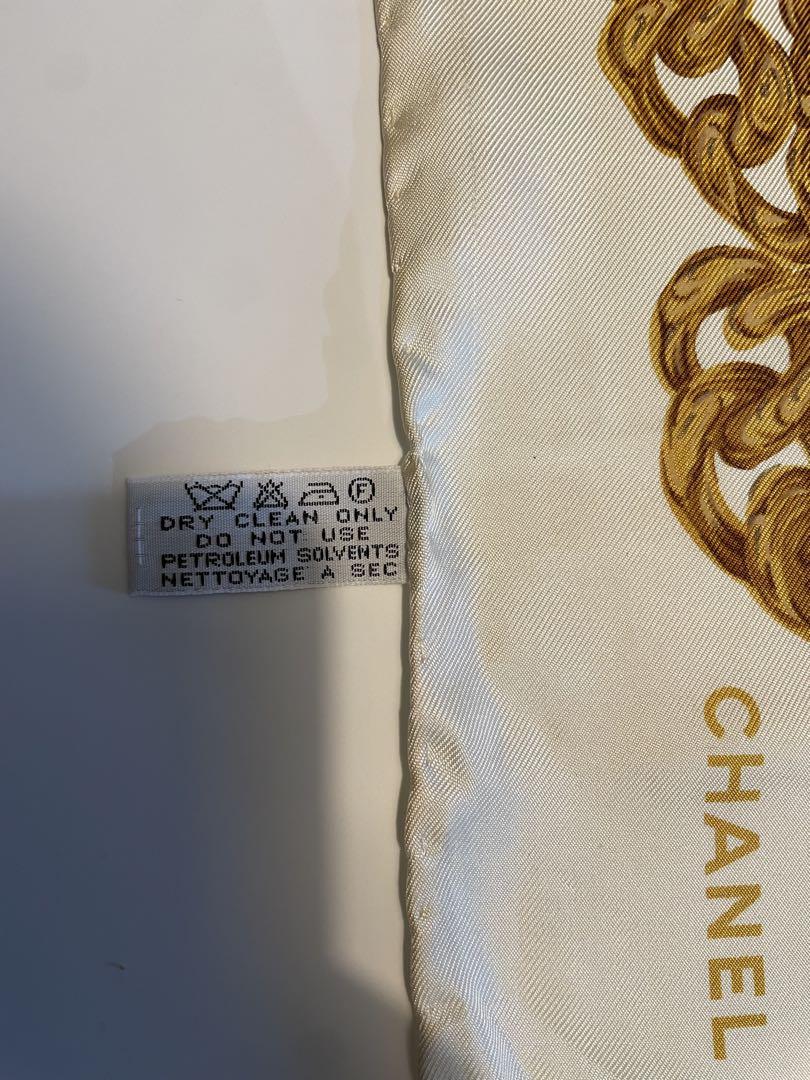 F
DRY CLEAN ONLY
DO NOT USE
PETROLEUM SOLVENTS
NETTOYAGE A SEC
CHANEL